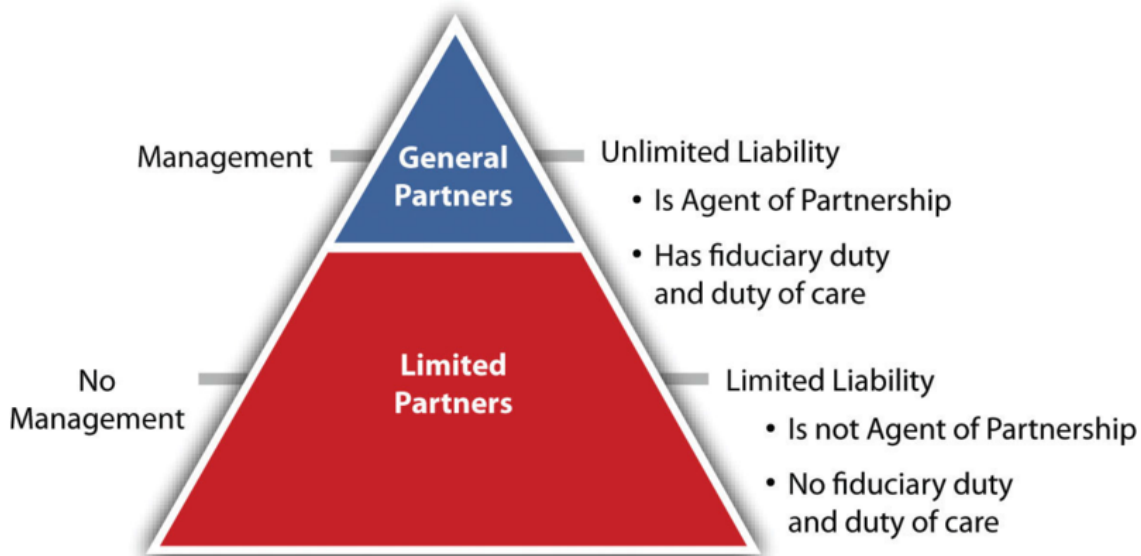 Management
General
Partners
Unlimited Liability
• Is Agent of Partnership
• Has fiduciary duty
and duty of care
No
Management
Limited
Partners
Limited Liability
• Is not Agent of Partnership
• No fiduciary duty
and duty of care